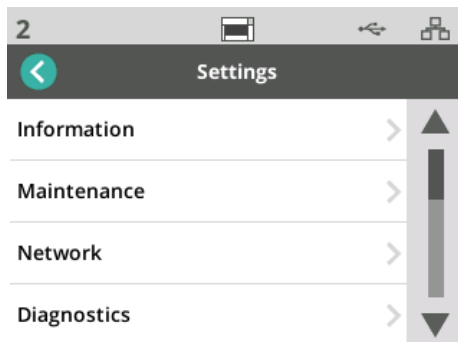 2
Settings
Information
Maintenance
Network
Diagnostics